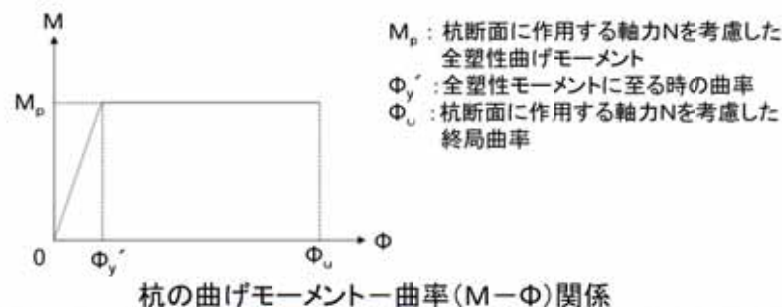 M
Mp
0
Φy´
Φu
Φ
Mp：杭断面に作用する軸力Nを考慮した
全塑性曲げモーメント
Φy´：全塑性モーメントに至る時の曲率
Φu：杭断面に作用する軸力Nを考慮した
終局曲率
杭の曲げモーメントー曲率(M－Φ)関係